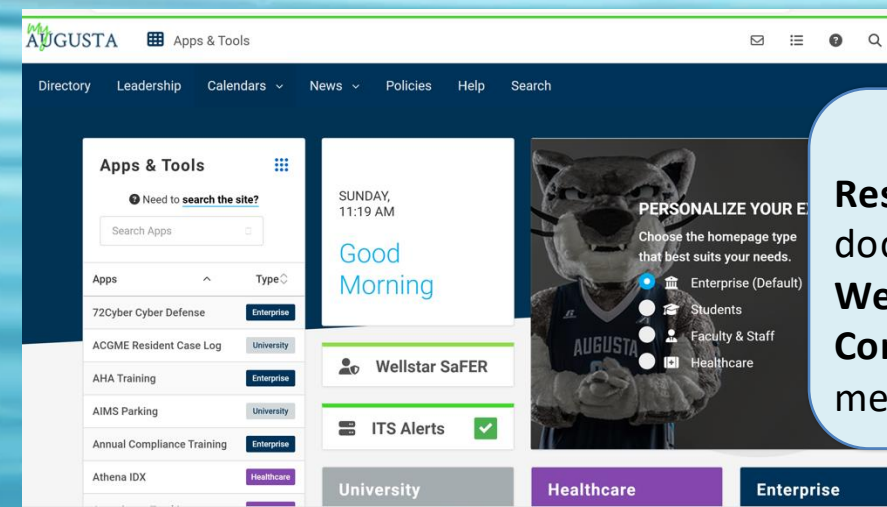 My
AUGUSTA
Apps & Tools
Directory Leadership Calendars News Policies Help Search
Apps & Tools
Need to search the site?
Search Apps
Apps Type
72Cyber Cyber Defense Enterprise
ACGME Resident Case Log University
AHA Training Enterprise
AIMS Parking University
Annual Compliance Training Enterprise
Athena IDX Healthcare
SUNDAY,
11:19 AM
Good
Morning
Wellstar SaFER
ITS Alerts
PERSONALIZE YOUR E
Choose the homepage type
that best suits your needs.
Enterprise (Default)
Students
Faculty & Staff
Healthcare
AUGUSTA
University
Healthcare
Enterprise
Res
doc
We
Cor
me